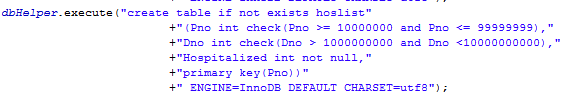 dbHelper.execute("create table if not exists hoslist"
+"(Pno int check(Pno >= 10000000 and Pno <= 99999999),"
+"Dno int check(Dno > 1000000000 and Dno <10000000000),"
+"Hospitalized int not null,"
+"primary key(Pno))"
+" ENGINE=InnoDB DEFAULT CHARSET=utf8");